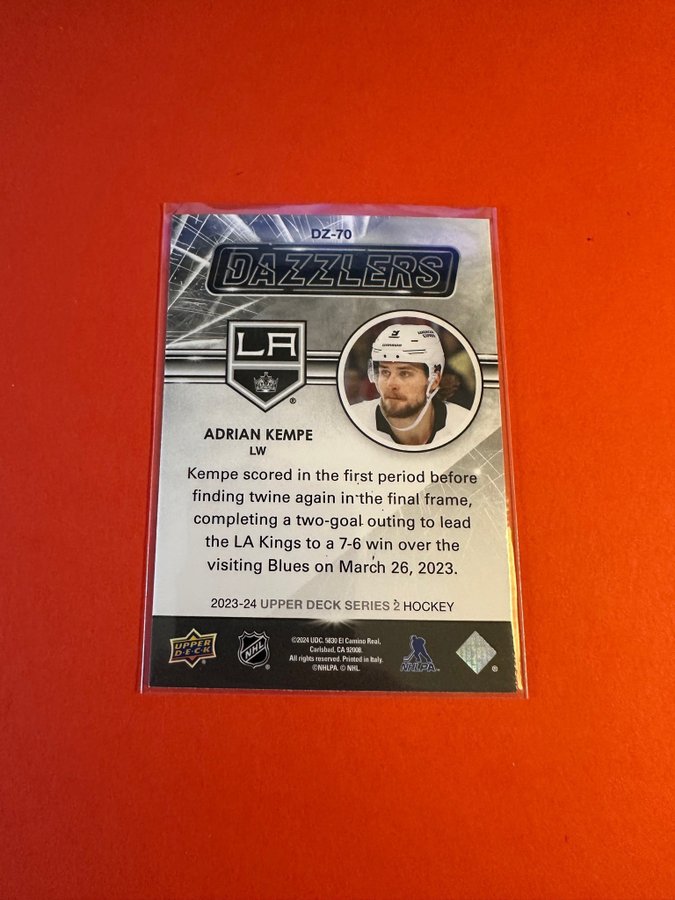 DZ-70
DAZZLERS
LA
®
ADRIAN KEMPE
LW
Kempe scored in the first period before
finding twine again in the final frame,
completing a two-goal outing to lead
the LA Kings to a 7-6 win over the
visiting Blues on March 26, 2023.
2023-24 UPPER DECK SERIES 2 HOCKEY
UPPER
D·E·C·K
NHL
©2024 UDC. 5830 El Camino Real,
Carlsbad, CA 92008.
All rights reserved. Printed in Italy.
©NHLPA. © NHL.
NHLPA
®